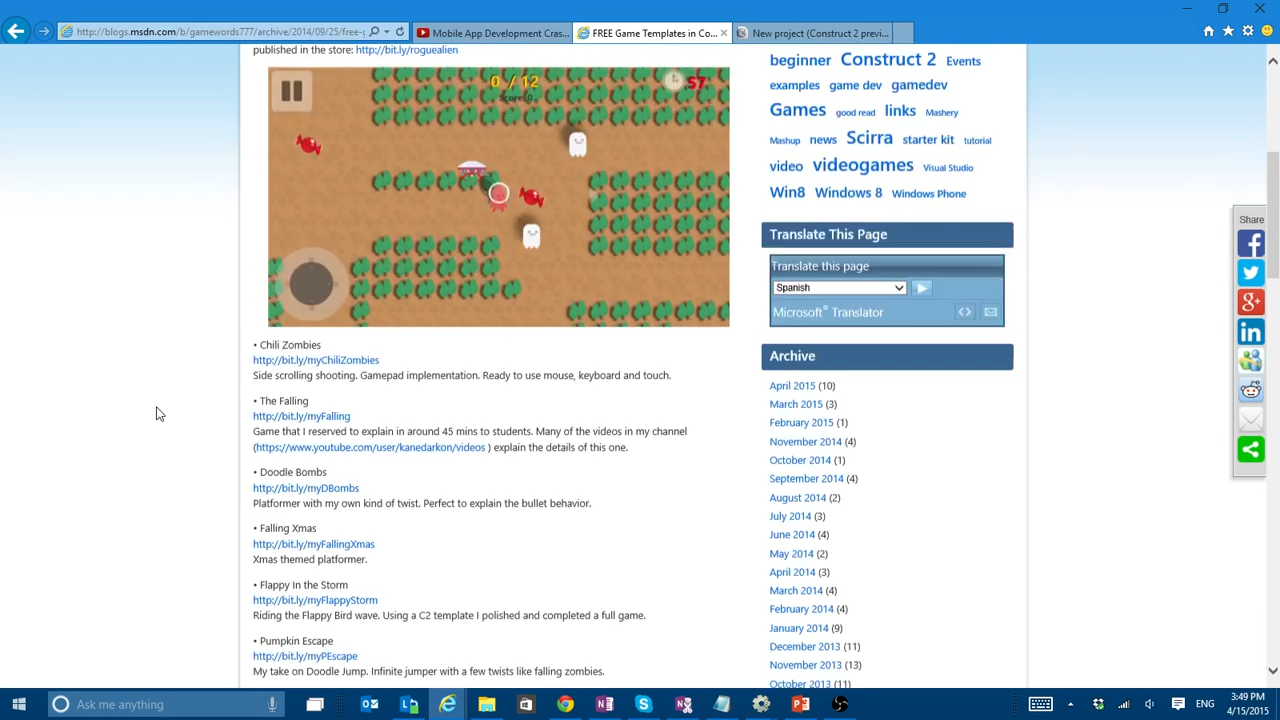 http://blogs.msdn.com/b/gamewords777/archive/2014/09/25/free-g
Mobile App Development Cras...
FREE Game Templates in Co...
New project (Construct 2 previ...
published in the store: http://bit.ly/roguealien
0 / 12
57
• Chili Zombies
http://bit.ly/myChiliZombies
Side scrolling shooting. Gamepad implementation. Ready to use mouse, keyboard and touch.
• The Falling
http://bit.ly/myFalling
Game that I reserved to explain in around 45 mins to students. Many of the videos in my channel
(https://www.youtube.com/user/kanedarkon/videos ) explain the details of this one.
• Doodle Bombs
http://bit.ly/myDBombs
Platformer with my own kind of twist. Perfect to explain the bullet behavior.
• Falling Xmas
http://bit.ly/myFallingXmas
Xmas themed platformer.
• Flappy In the Storm
http://bit.ly/myFlappyStorm
Riding the Flappy Bird wave. Using a C2 template I polished and completed a full game.
• Pumpkin Escape
http://bit.ly/myPEscape
My take on Doodle Jump. Infinite jumper with a few twists like falling zombies.
beginner Construct 2 Events
examples game dev gamedev
Games good read links Mashery
Mashup news Scirra starter kit tutorial
video videogames Visual Studio
Win8 Windows 8 Windows Phone
Translate This Page
Translate this page
Spanish
Microsoft® Translator
Archive
April 2015 (10)
March 2015 (3)
February 2015 (1)
November 2014 (4)
October 2014 (1)
September 2014 (4)
August 2014 (2)
July 2014 (3)
June 2014 (4)
May 2014 (2)
April 2014 (3)
March 2014 (4)
February 2014 (4)
January 2014 (9)
December 2013 (11)
November 2013 (13)
October 2013 (11)
Share
Ask me anything
ENG
3:49 PM
4/15/2015